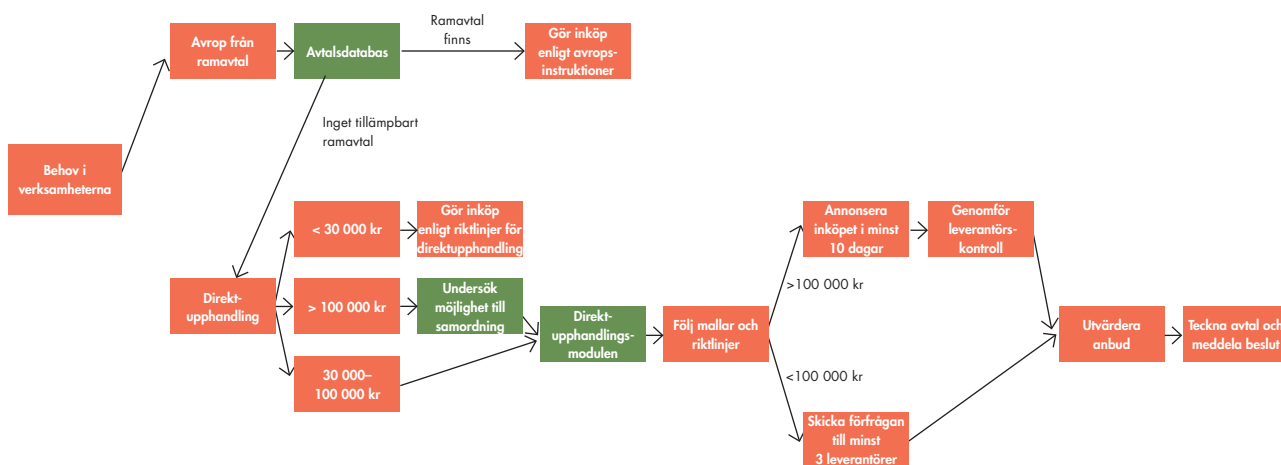 Avrop från
ramavtal
Avtalsdatabas
Ramavtal
finns
Gör inköp
enligt avrops-
instruktioner
Inget tillämpbart
ramavtal
Behov i
verksamheterna
< 30 000 kr
Gör inköp
enligt riktlinjer för
direktupphandling
Direkt-
upphandling
> 100 000 kr
Undersök
möjlighet till
samordning
30 000–
100 000 kr
Direkt-
upphandlings-
modulen
Följ mallar och
riktlinjer
>100 000 kr
Annonsera
inköpet i minst
10 dagar
Genomför
leverantörs-
kontroll
<100 000 kr
Skicka förfrågan
till minst
3 leverantörer
Utvärdera
anbud
Teckna avtal och
meddela beslut